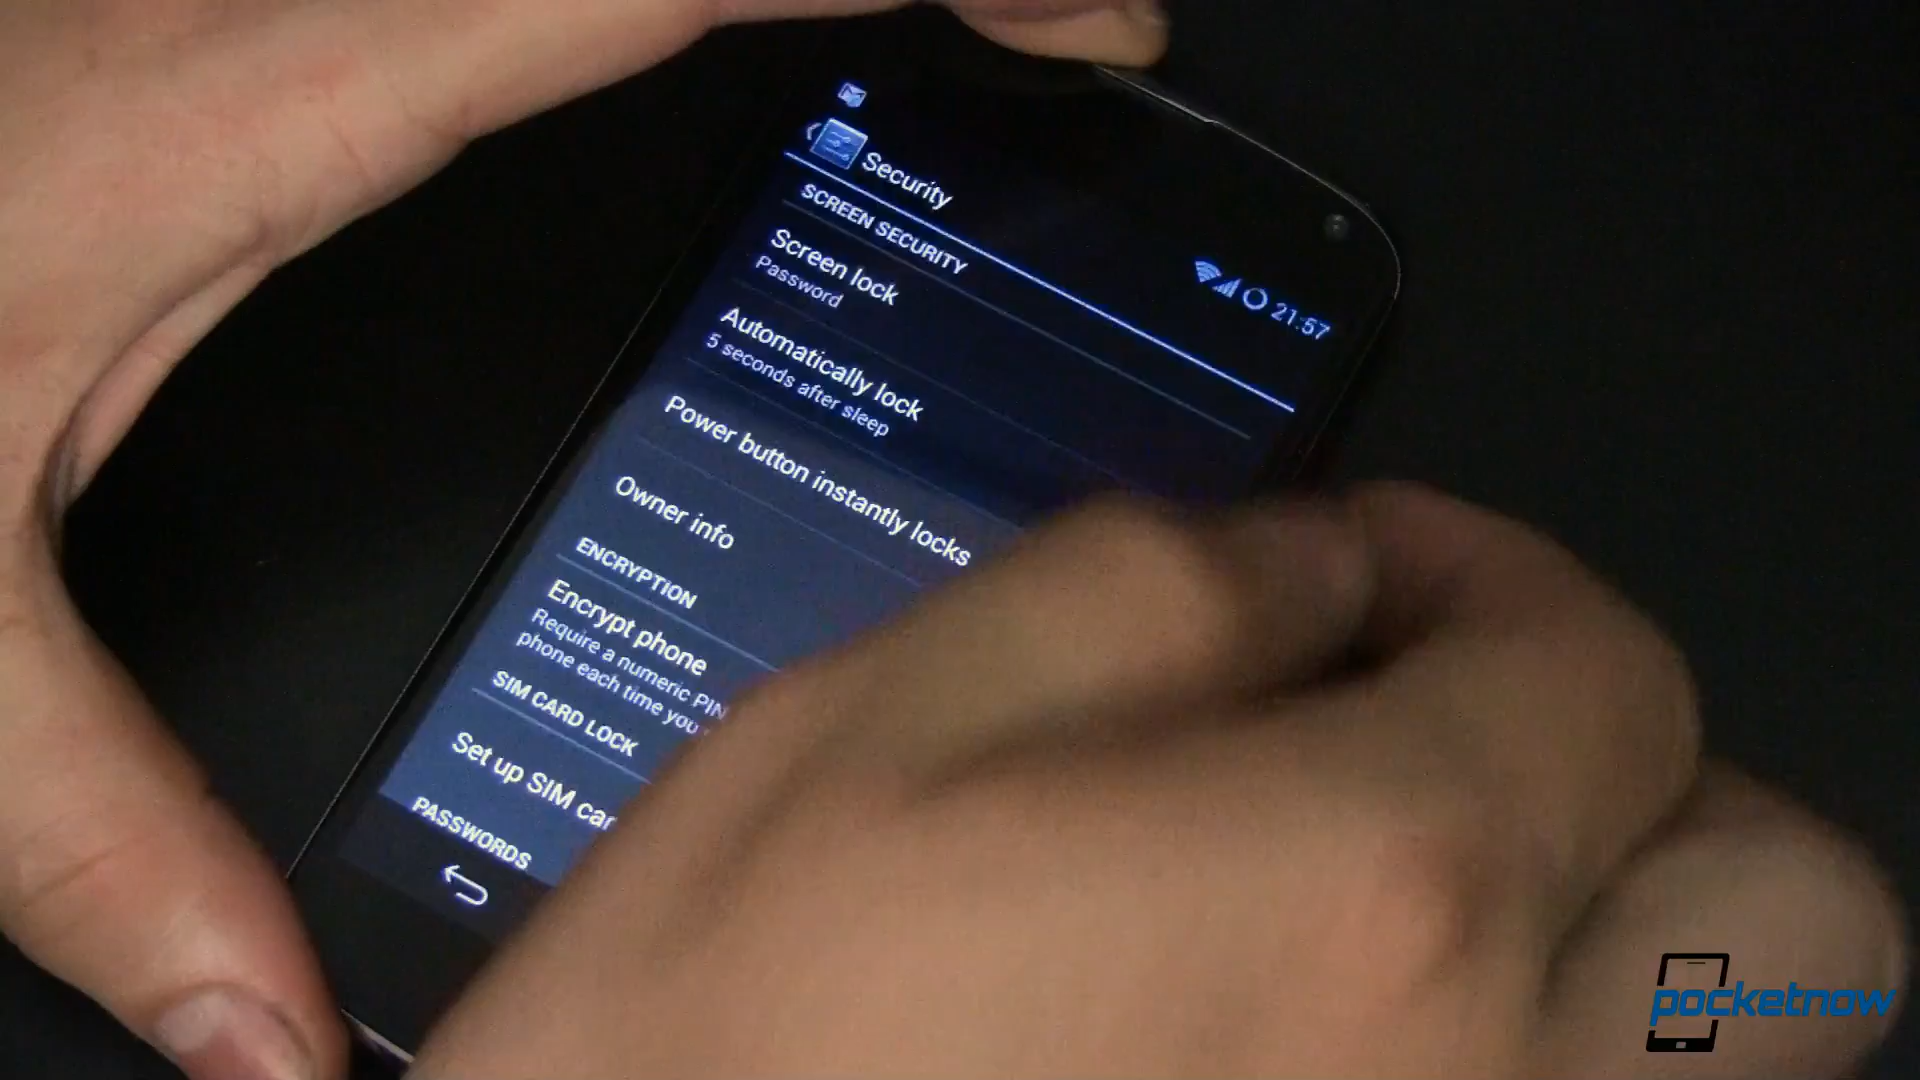 Security
21:57
SCREEN SECURITY
Screen lock
Password
Automatically lock
5 seconds after sleep
Power button instantly locks
Owner info
ENCRYPTION
Encrypt phone
Require a numeric PIN
phone each time you
SIM CARD LOCK
Set up SIM car
PASSWORDS
pocketnow